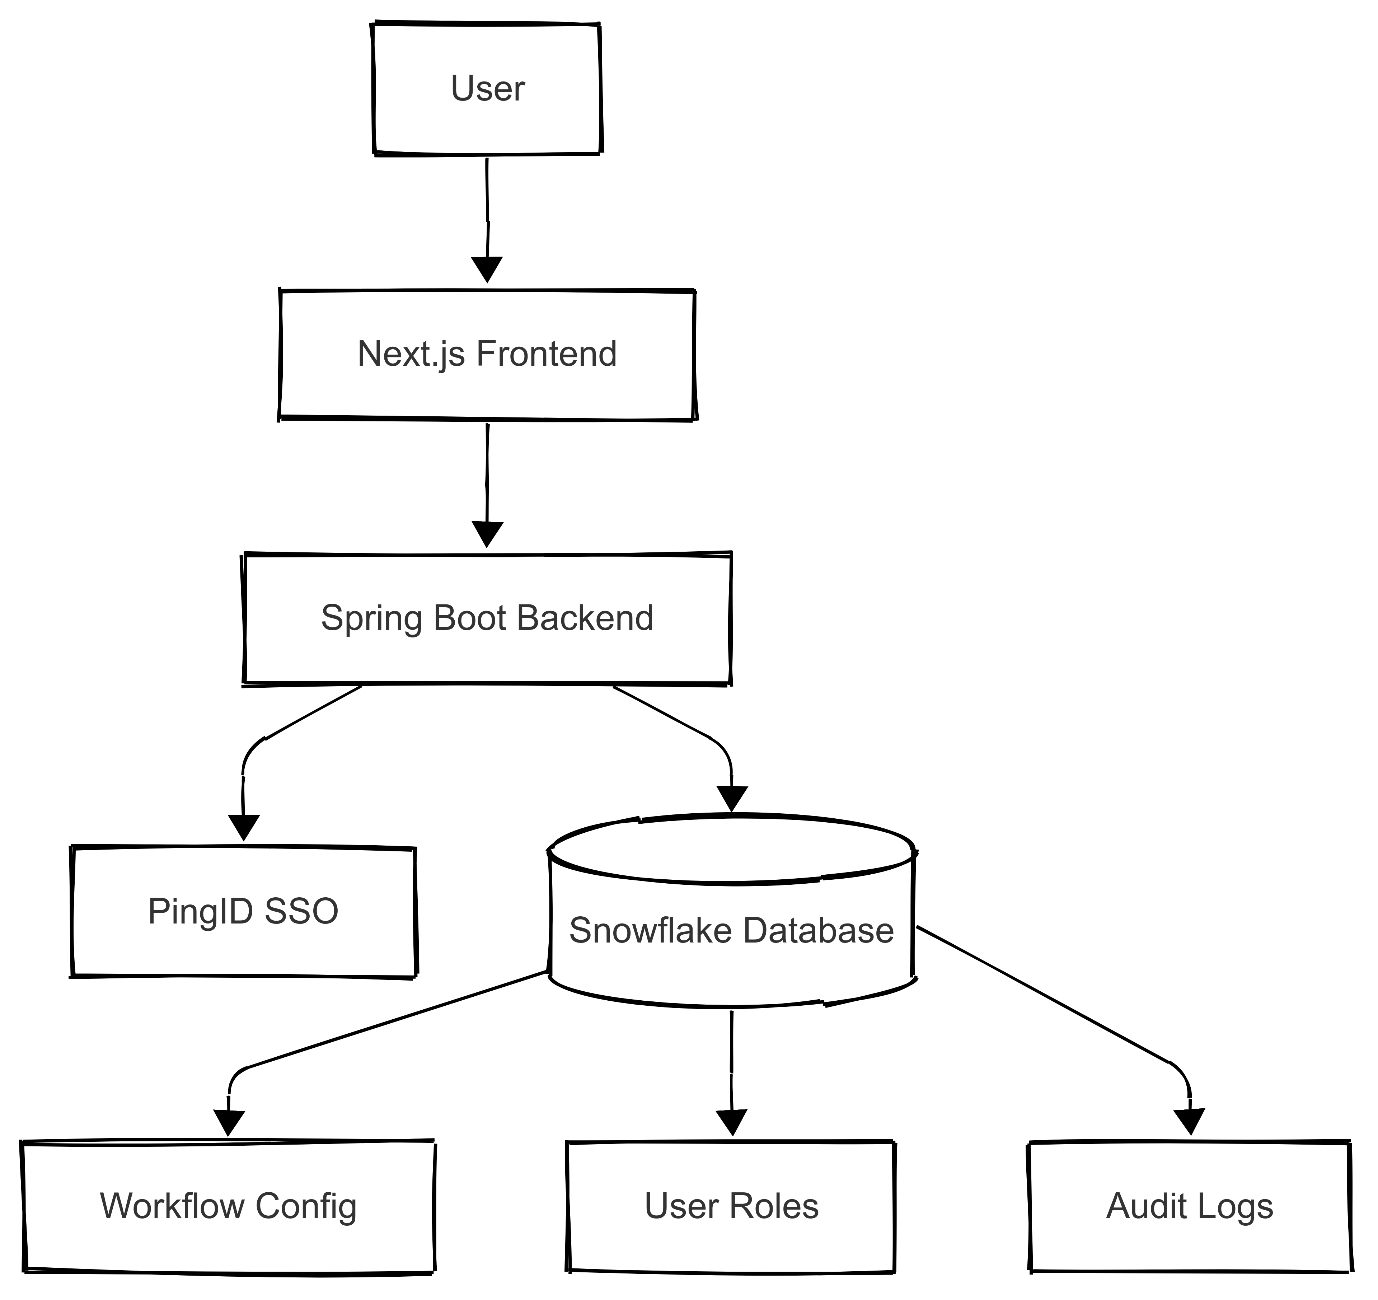 User
Next.js Frontend
Spring Boot Backend
PingID SSO
Snowflake Database
Workflow Config
User Roles
Audit Logs